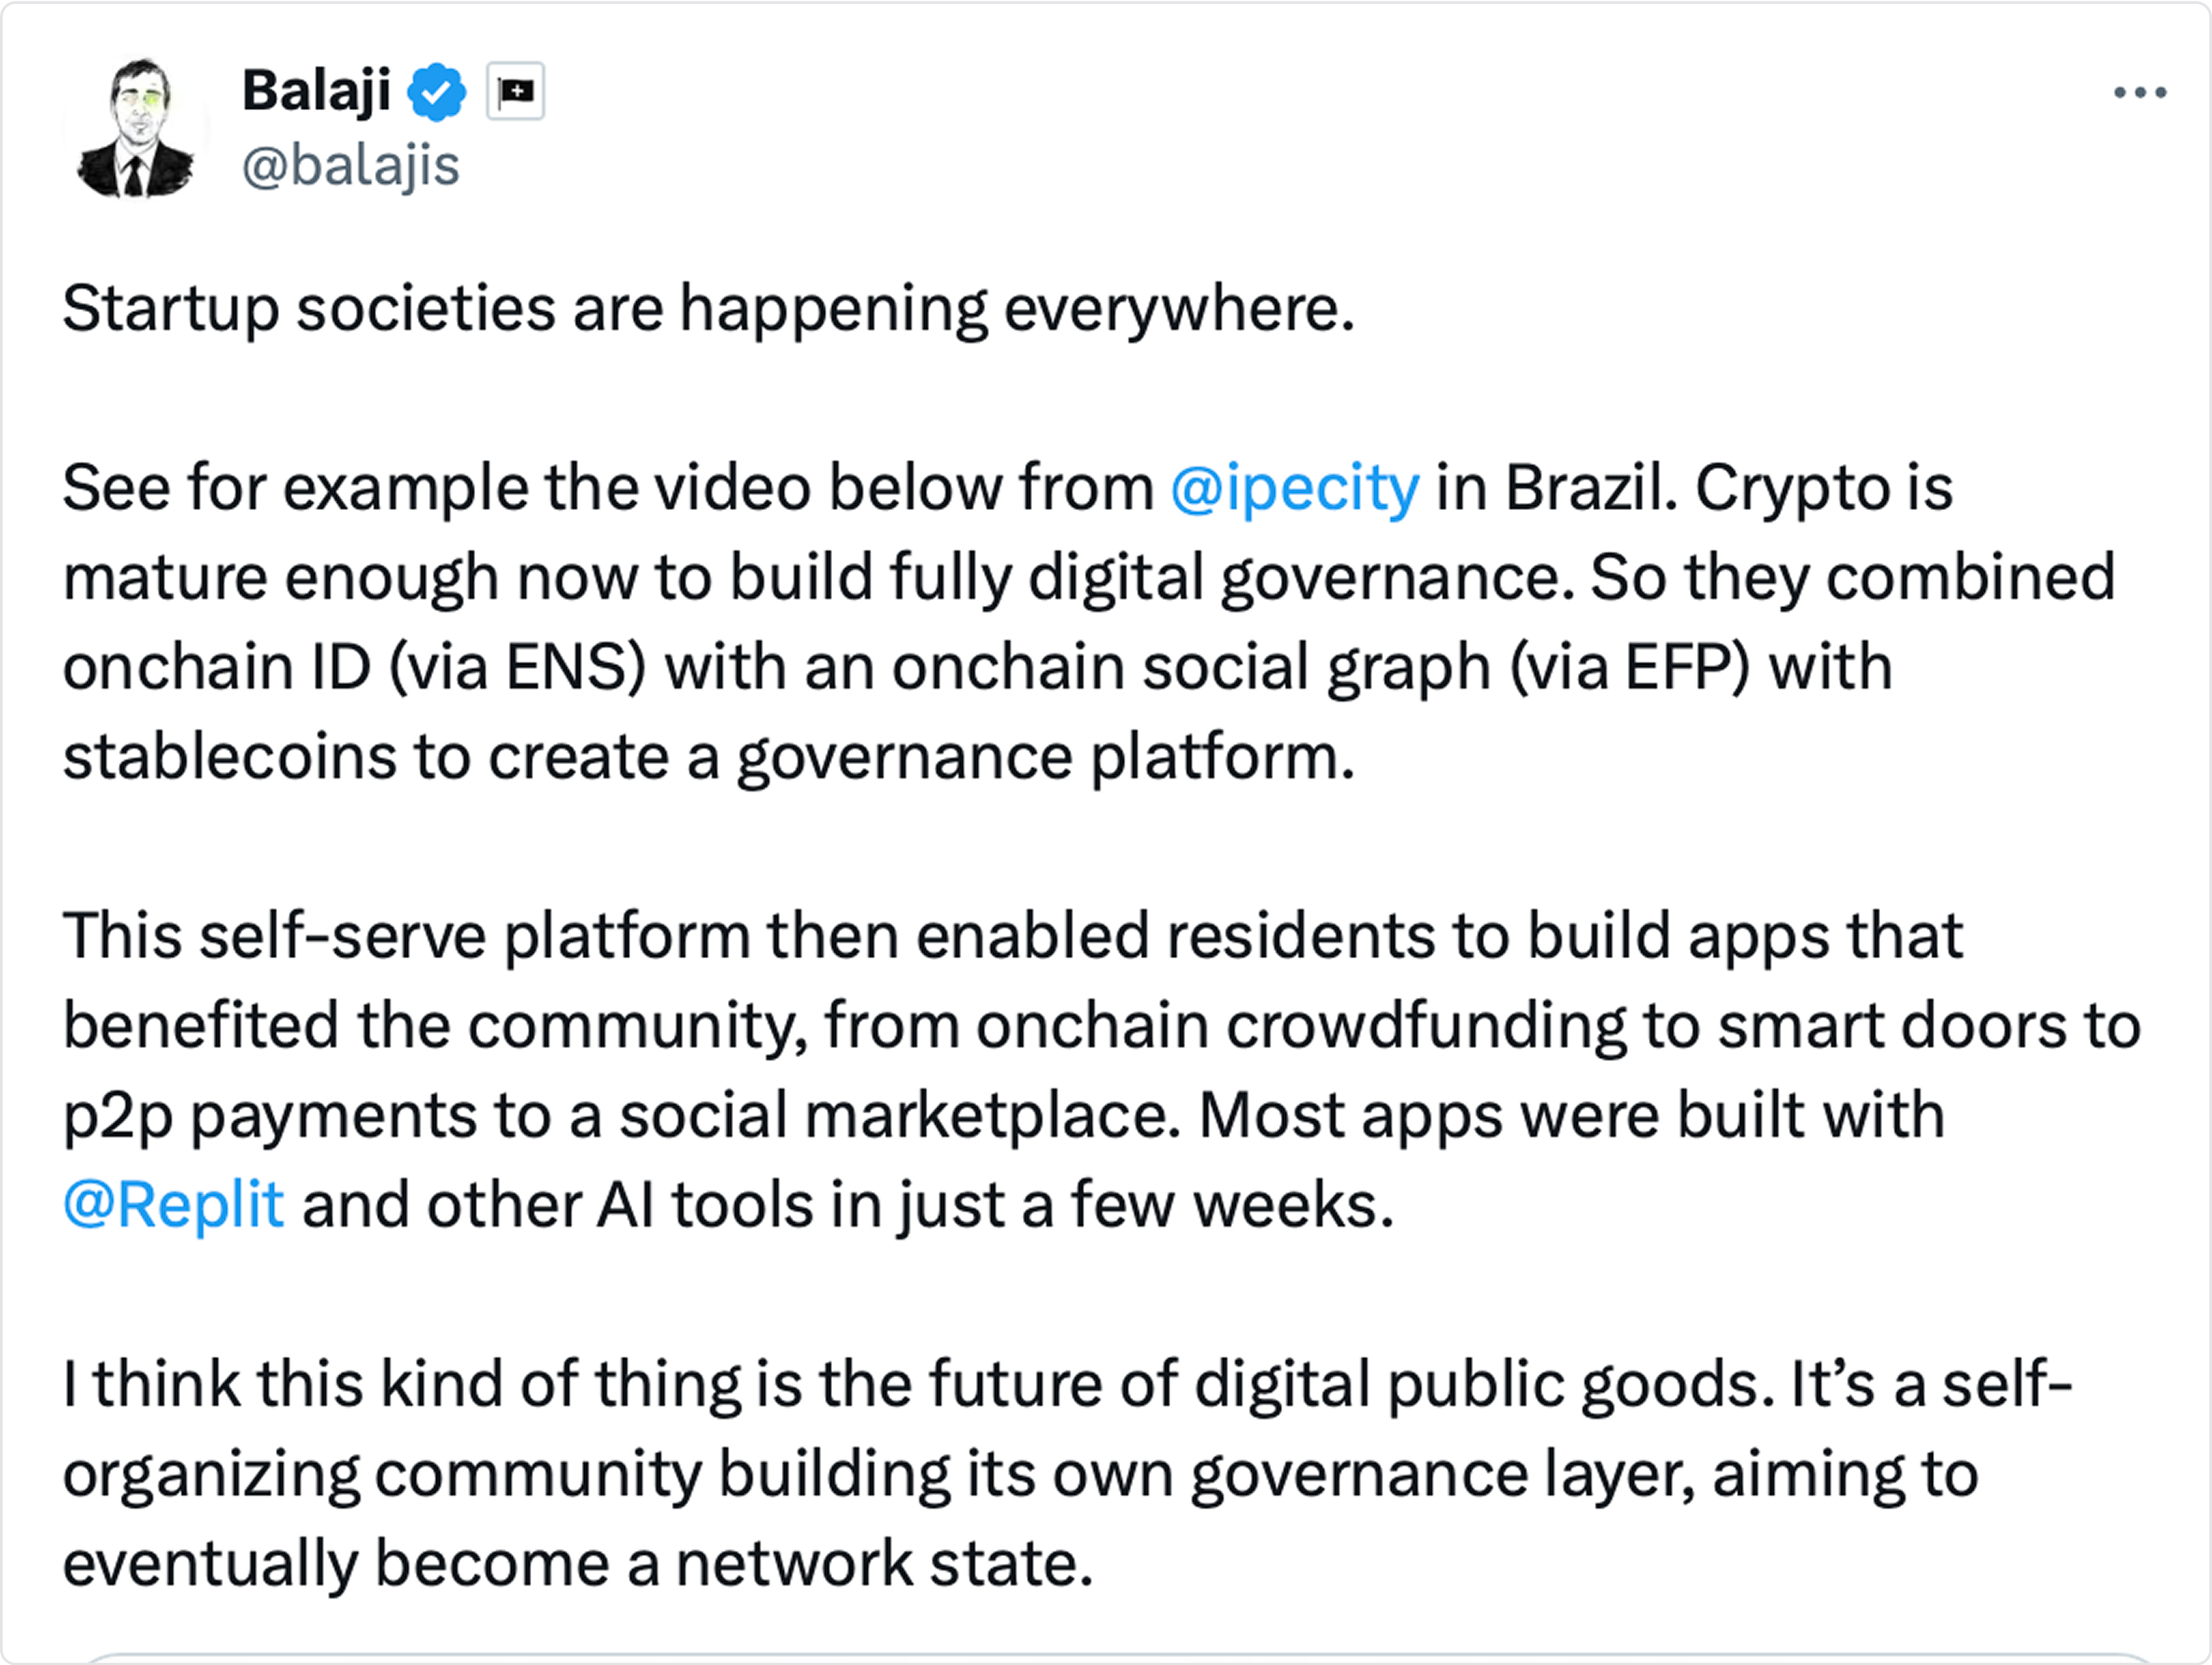 Balaji
@balajis
Startup societies are happening everywhere.
See for example the video below from @ipecity in Brazil. Crypto is
mature enough now to build fully digital governance. So they combined
onchain ID (via ENS) with an onchain social graph (via EFP) with
stablecoins to create a governance platform.
This self-serve platform then enabled residents to build apps that
benefited the community, from onchain crowdfunding to smart doors to
p2p payments to a social marketplace. Most apps were built with
@Replit and other AI tools in just a few weeks.
I think this kind of thing is the future of digital public goods. It’s a self-
organizing community building its own governance layer, aiming to
eventually become a network state.